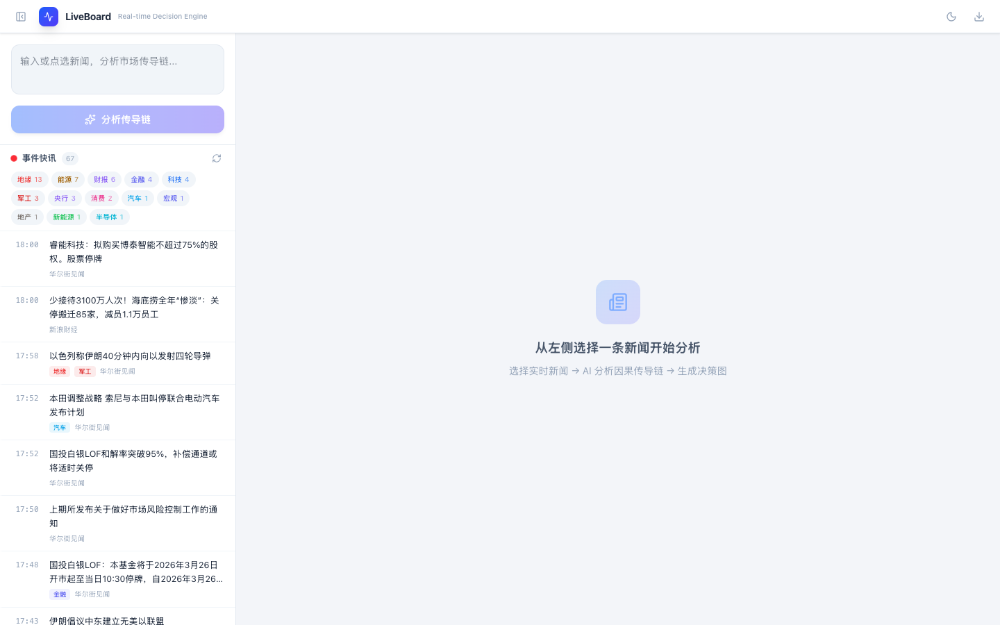 LiveBoard Real-time Decision Engine
输入或点选新闻，分析市场传导链...
分析传导链
事件快讯 67
地缘 13 能源 7 财报 6 金融 4 科技 4
军工 3 央行 3 消费 2 汽车 1 宏观 1
地产 1 新能源 1 半导体 1
18:00 睿能科技：拟购买博泰智能不超过75%的股
权。股票停牌
华尔街见闻
18:00 少接待3100万人次！海底捞全年“惨淡”：关
停搬迁85家，减员1.1万员工
新浪财经
17:58 以色列称伊朗40分钟内向以发射四轮导弹
地缘 军工 华尔街见闻
17:52 本田调整战略 索尼与本田叫停联合电动汽车
发布计划
汽车 华尔街见闻
17:52 国投白银LOF和解率突破95%，补偿通道或
将适时关停
华尔街见闻
17:50 上期所发布关于做好市场风险控制工作的通
知
华尔街见闻
17:48 国投白银LOF：本基金将于2026年3月26日
开市起至当日10:30停牌，自2026年3月26...
金融 华尔街见闻
17:43 伊朗倡议中东建立无美以联盟
从左侧选择一条新闻开始分析
选择实时新闻 → AI 分析因果传导链 → 生成决策图